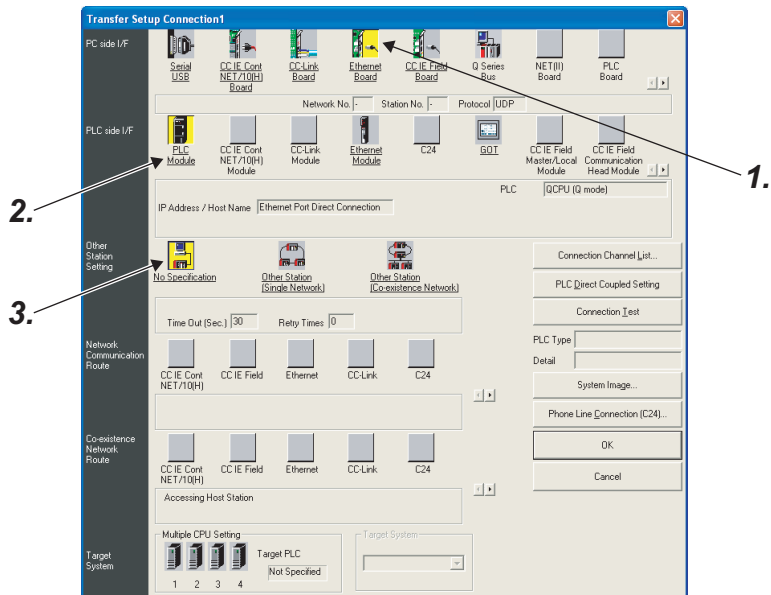 Transfer Setup Connection1
PC side I/F
Serial USB
CC IE Cont NET/10(H) Board
CC-Link Board
Ethernet Board
CC IE Field Board
Q Series Bus
NET(II) Board
PLC Board
Network No. - Station No. - Protocol UDP
1.
PLC side I/F
PLC Module
CC IE Cont NET/10(H) Module
CC-Link Module
Ethernet Module
C24
GOT
CC IE Field Master/Local Module
CC IE Field Communication Head Module
2.
PLC QCPU (Q mode)
IP Address / Host Name Ethernet Port Direct Connection
Other Station Setting
No Specification
Other Station (Single Network)
Other Station (Co-existence Network)
3.
Time Out (Sec.) 30 Retry Times 0
Connection Channel List...
PLC Direct Coupled Setting
Connection Test
PLC Type
Detail
System Image...
Phone Line Connection (C24)...
OK
Cancel
Network Communication Route
CC IE Cont NET/10(H)
CC IE Field
Ethernet
CC-Link
C24
Co-existence Network Route
CC IE Cont NET/10(H)
CC IE Field
Ethernet
CC-Link
C24
Accessing Host Station
Target System
Multiple CPU Setting
1 2 3 4
Target PLC
Not Specified
Target System